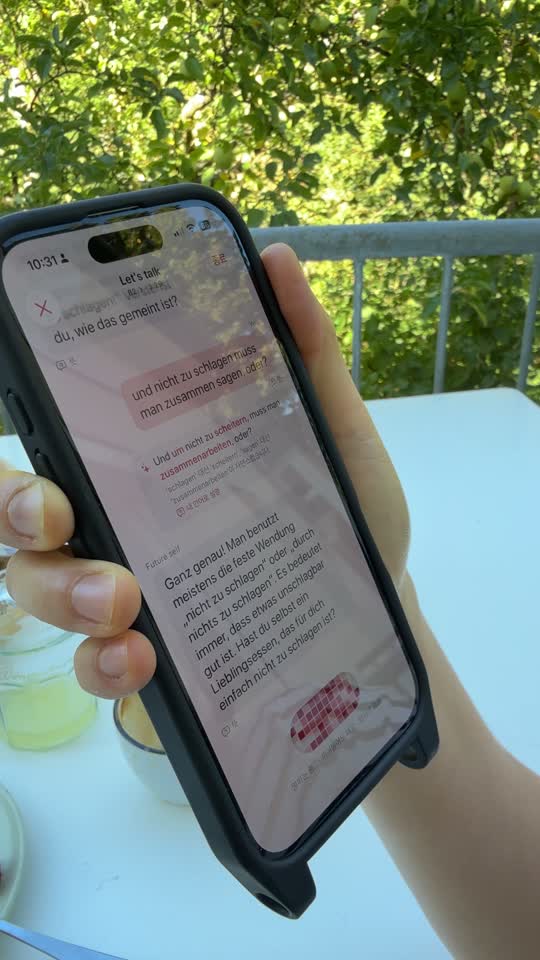 10:31
Let's talk
종료
du, wie das gemeint ist?
und nicht zu schlagen muss
man zusammen sagen, oder?
Und um nicht zu scheitern, muss man
zusammenarbeiten, oder?
Future self
Ganz genau! Man benutzt
meistens die feste Wendung
„nicht zu schlagen“ oder „durch
nichts zu schlagen“. Es bedeutet
immer, dass etwas unschlagbar
gut ist. Hast du selbst ein
Lieblingsessen, das für dich
einfach nicht zu schlagen ist?